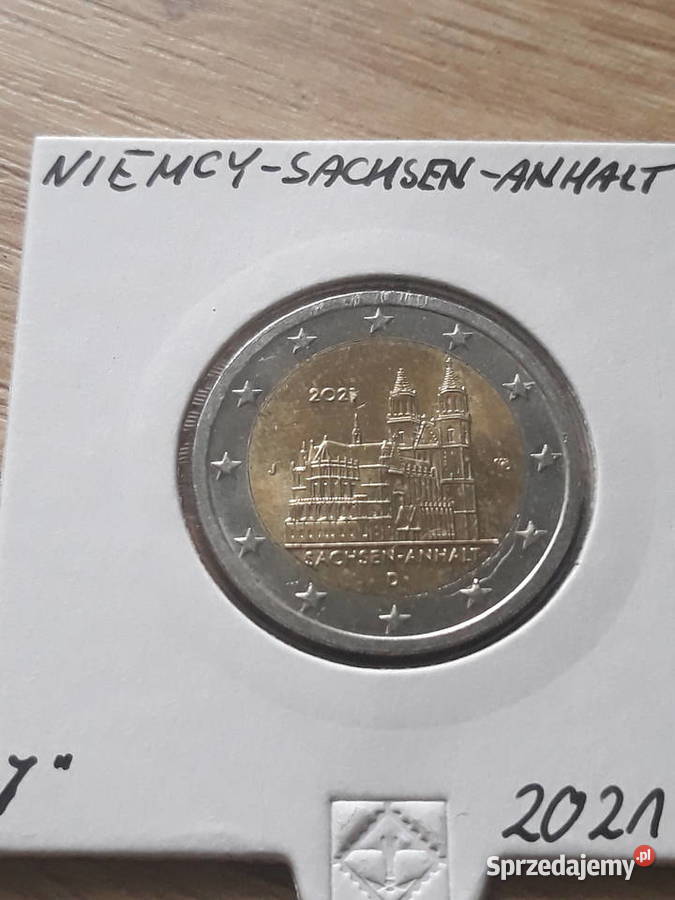 NIEMCY-SACHSEN-ANHALT
2021
J
SACHSEN-ANHALT
D
J"
2021
Sprzedajemy.pl